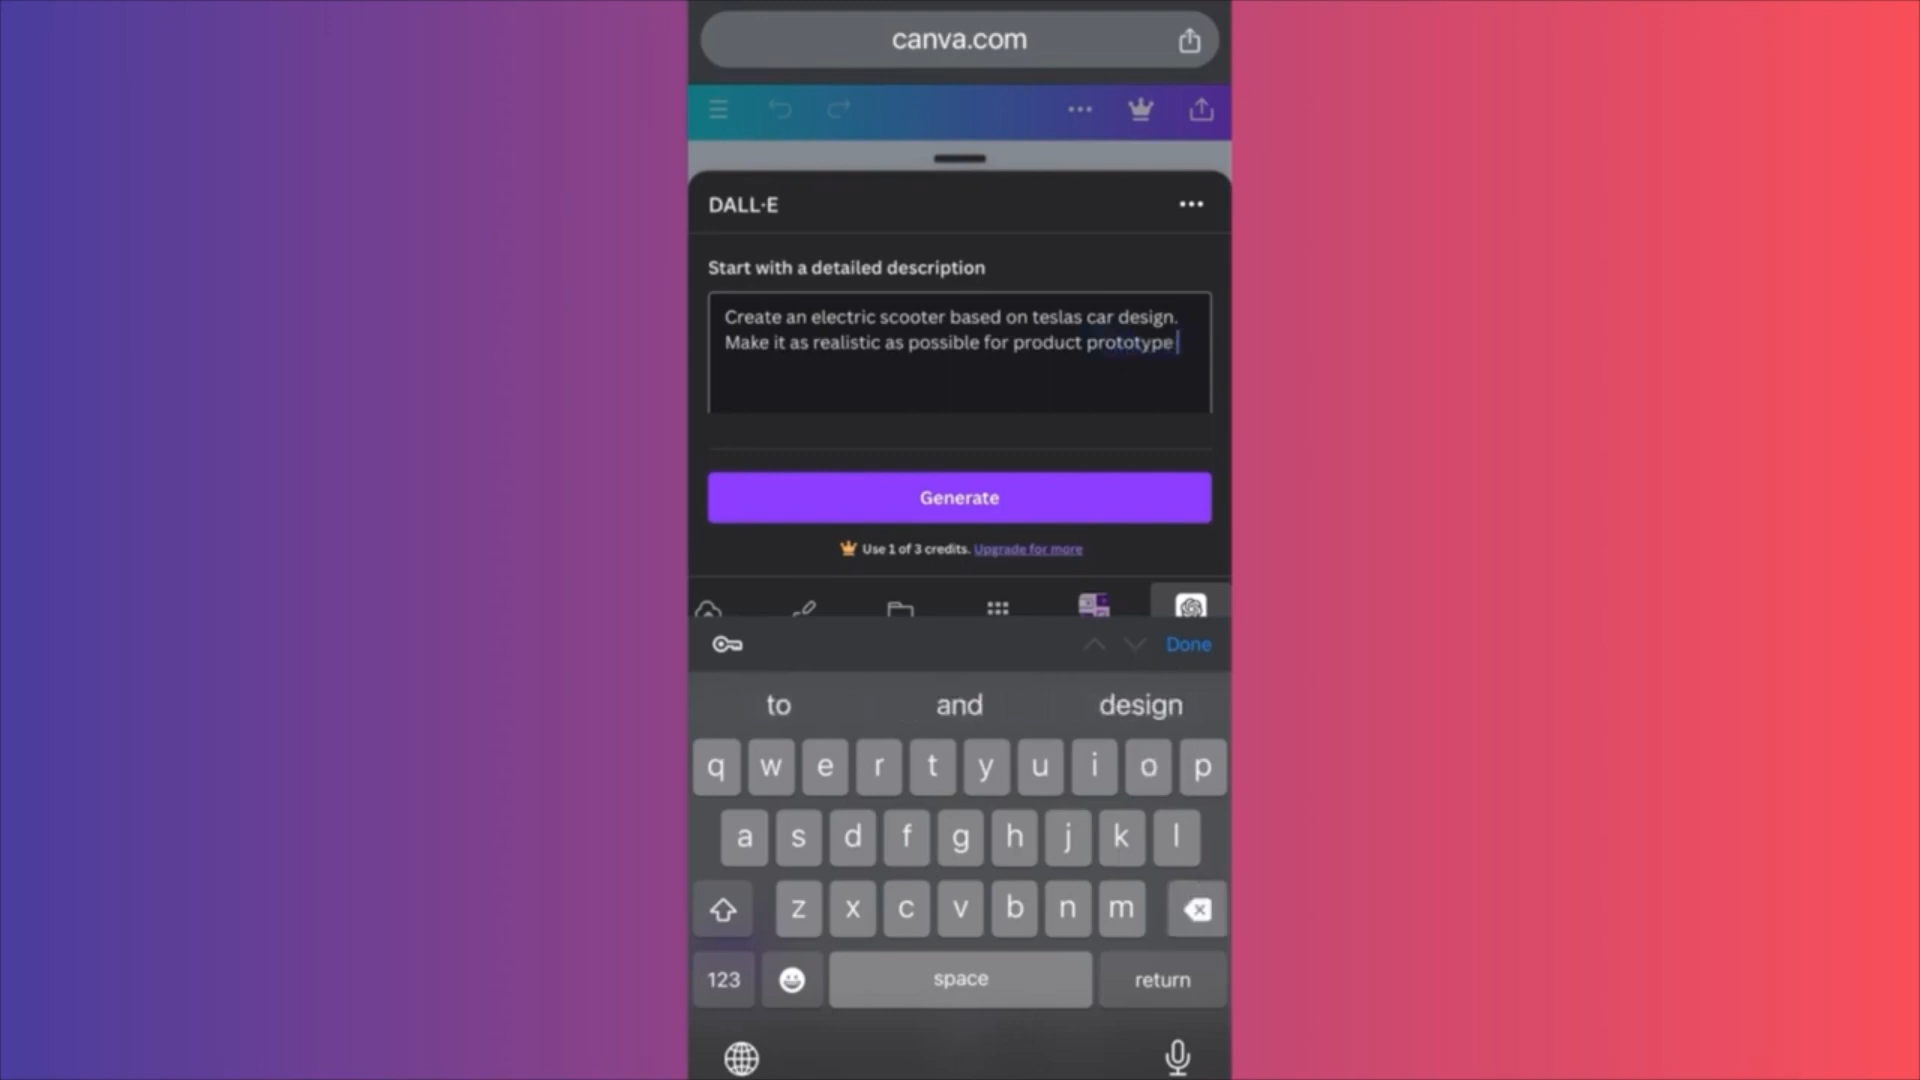 canva.com
DALL·E
Start with a detailed description
Create an electric scooter based on teslas car design.
Make it as realistic as possible for product prototype
Generate
Use 1 of 3 credits. Upgrade for more
Done
to and design
q w e r t y u i o p
a s d f g h j k l
z x c v b n m
123 space return